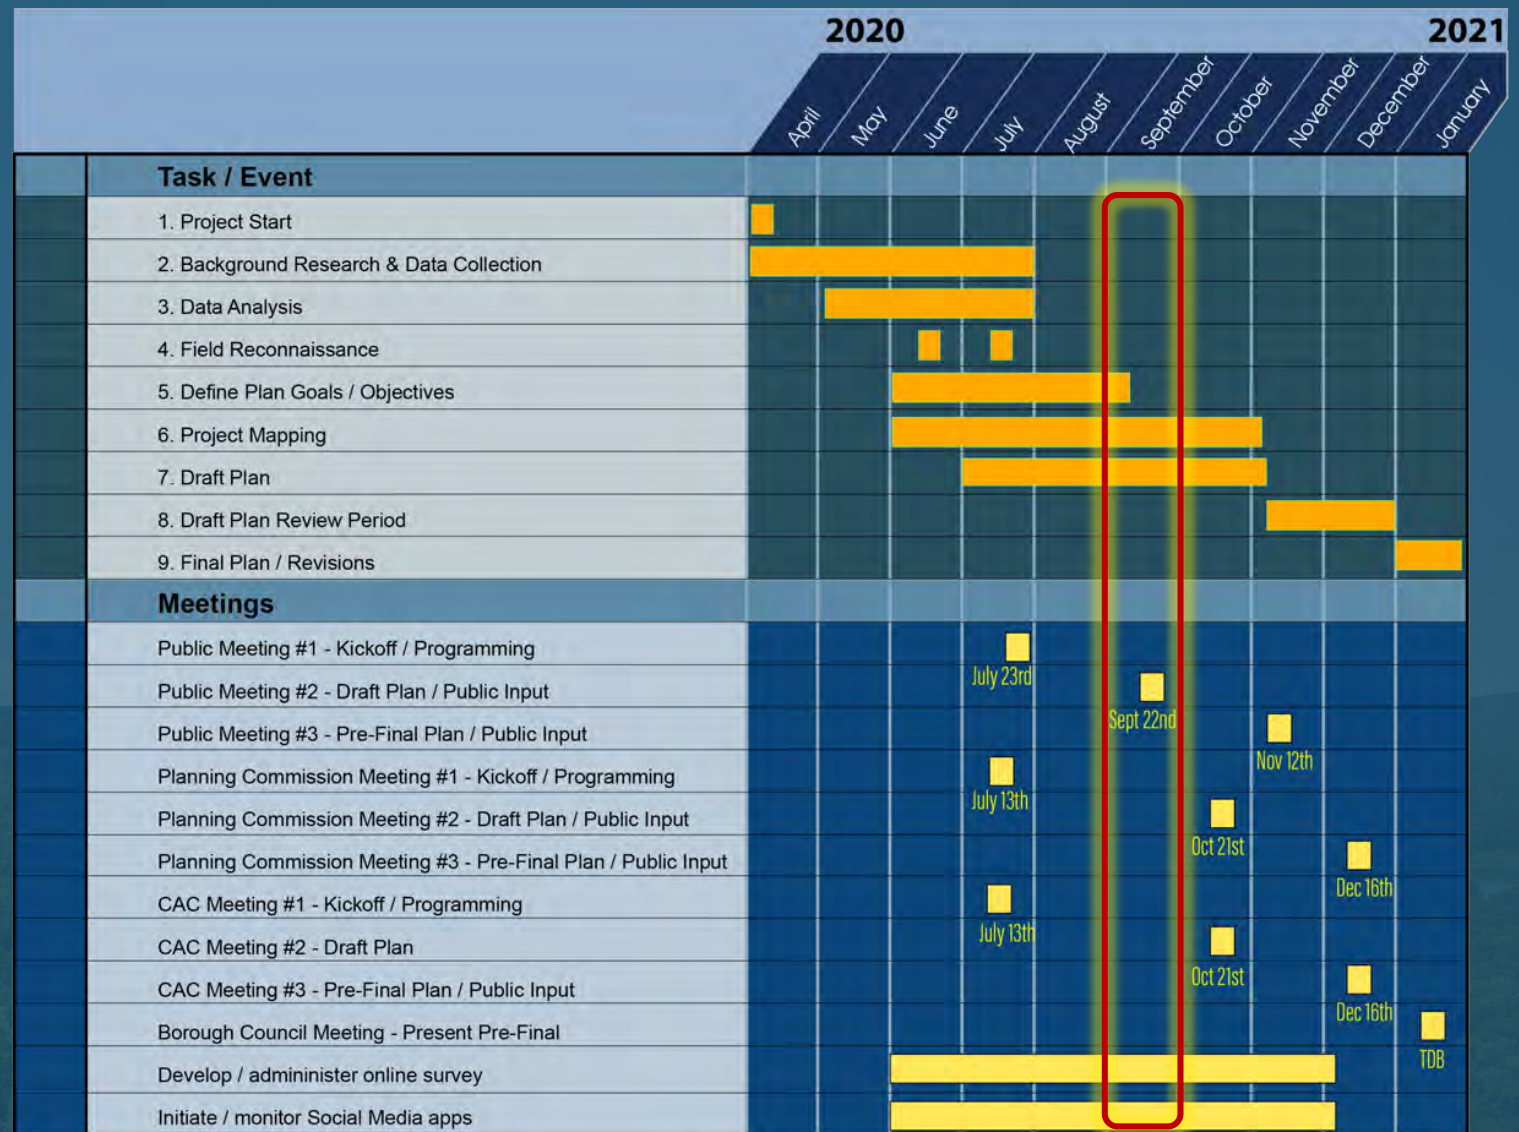 2020 2021
April May June July August September October November December January
Task / Event
1. Project Start
2. Background Research & Data Collection
3. Data Analysis
4. Field Reconnaissance
5. Define Plan Goals / Objectives
6. Project Mapping
7. Draft Plan
8. Draft Plan Review Period
9. Final Plan / Revisions
Meetings
Public Meeting #1 - Kickoff / Programming
July 23rd
Public Meeting #2 - Draft Plan / Public Input
Sept 22nd
Public Meeting #3 - Pre-Final Plan / Public Input
Nov 12th
Planning Commission Meeting #1 - Kickoff / Programming
July 13th
Planning Commission Meeting #2 - Draft Plan / Public Input
Oct 21st
Planning Commission Meeting #3 - Pre-Final Plan / Public Input
Dec 16th
CAC Meeting #1 - Kickoff / Programming
July 13th
CAC Meeting #2 - Draft Plan
Oct 21st
CAC Meeting #3 - Pre-Final Plan / Public Input
Dec 16th
Borough Council Meeting - Present Pre-Final
TDB
Develop / admininister online survey
Initiate / monitor Social Media apps